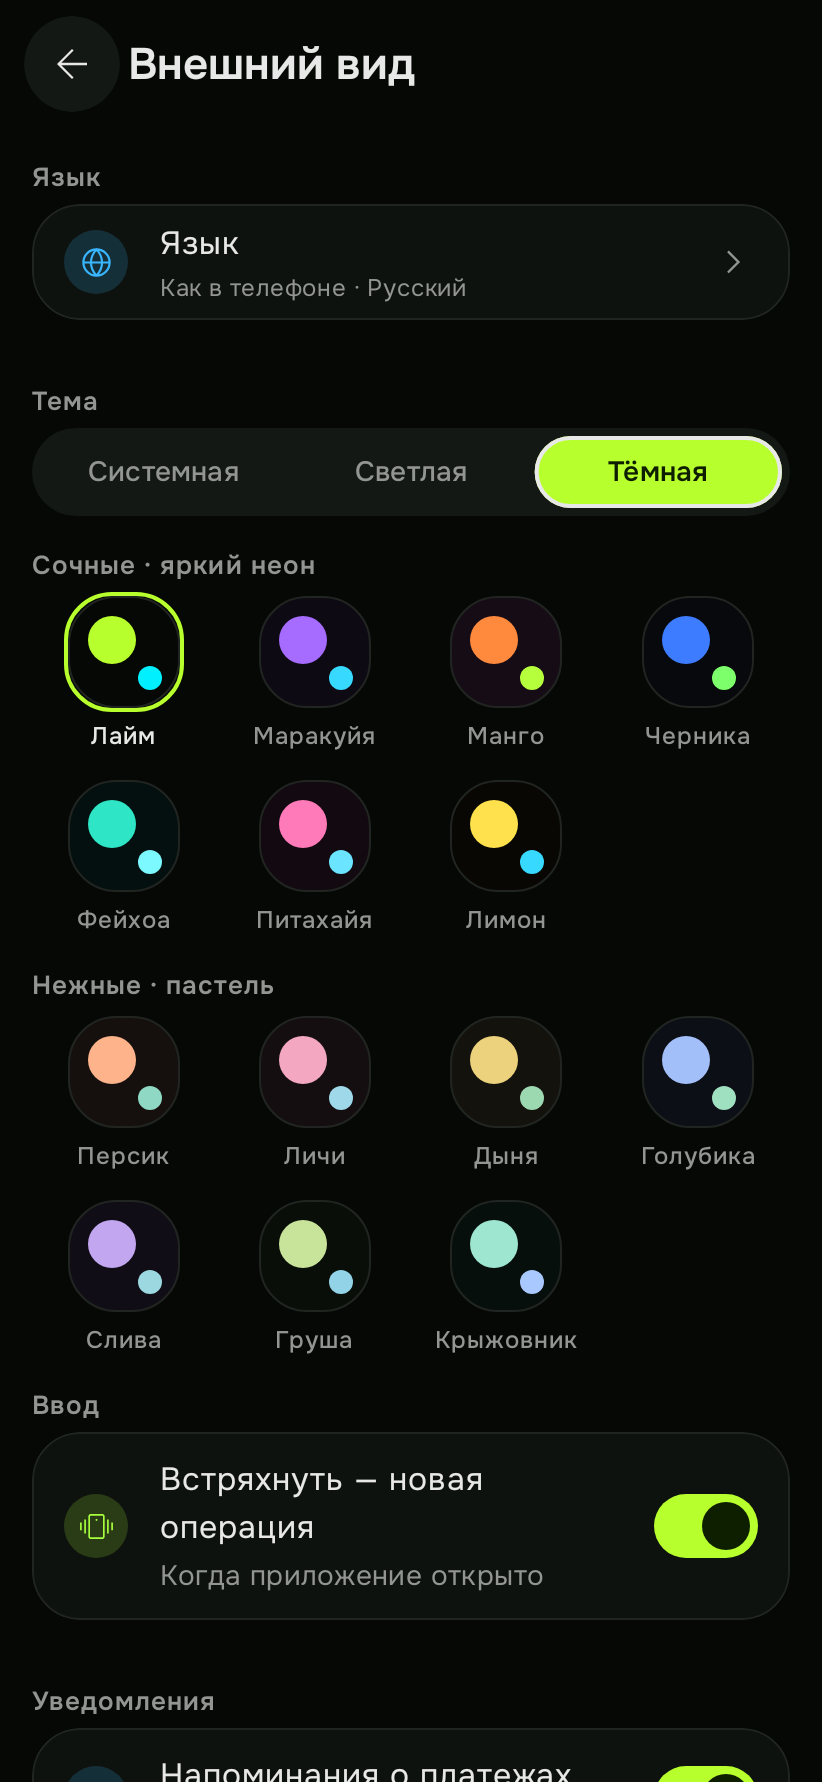 Внешний вид
Язык
Язык
Как в телефоне · Русский
Тема
Системная Светлая Тёмная
Сочные · яркий неон
Лайм Маракуйя Манго Черника
Фейхоа Питахайя Лимон
Нежные · пастель
Персик Личи Дыня Голубика
Слива Груша Крыжовник
Ввод
Встряхнуть — новая
операция
Когда приложение открыто
Уведомления
Напоминания о платежах